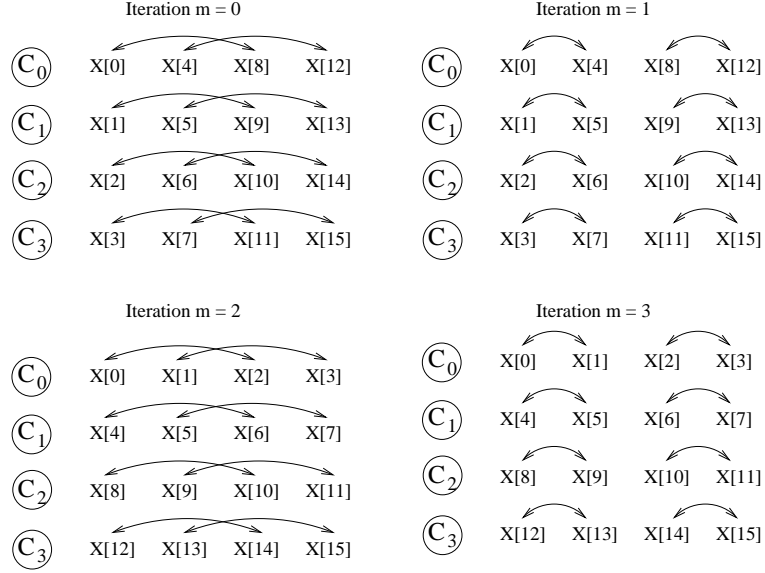 Iteration m = 0
C0 X[0] X[4] X[8] X[12]
C1 X[1] X[5] X[9] X[13]
C2 X[2] X[6] X[10] X[14]
C3 X[3] X[7] X[11] X[15]
Iteration m = 1
C0 X[0] X[4] X[8] X[12]
C1 X[1] X[5] X[9] X[13]
C2 X[2] X[6] X[10] X[14]
C3 X[3] X[7] X[11] X[15]
Iteration m = 2
C0 X[0] X[1] X[2] X[3]
C1 X[4] X[5] X[6] X[7]
C2 X[8] X[9] X[10] X[11]
C3 X[12] X[13] X[14] X[15]
Iteration m = 3
C0 X[0] X[1] X[2] X[3]
C1 X[4] X[5] X[6] X[7]
C2 X[8] X[9] X[10] X[11]
C3 X[12] X[13] X[14] X[15]